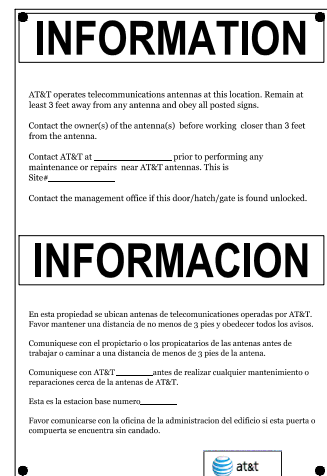 INFORMATION
AT&T operates telecommunications antennas at this location. Remain at
least 3 feet away from any antenna and obey all posted signs.
Contact the owner(s) of the antenna(s) before working closer than 3 feet
from the antenna.
Contact AT&T at ____________ prior to performing any
maintenance or repairs near AT&T antennas. This is
Site#____________
Contact the management office if this door/hatch/gate is found unlocked.
INFORMACION
En esta propiedad se ubican antenas de telecomunicaciones operadas por AT&T.
Favor mantener una distancia de no menos de 3 pies y obedecer todos los avisos.
Comuniquese con el propictario o los propicatarios de las antenas antes de
trabajar o caminar a una distancia de menos de 3 pies de la antena.
Comuniquese con AT&T________antes de realizar cualquier mantenimiento o
reparaciones cerca de la antenas de AT&T.
Esta es la estacion base numero________
Favor comunicarse con la oficina de la administracion del edificio si esta puerta o
compuerta se encuentra sin candado.
at&t